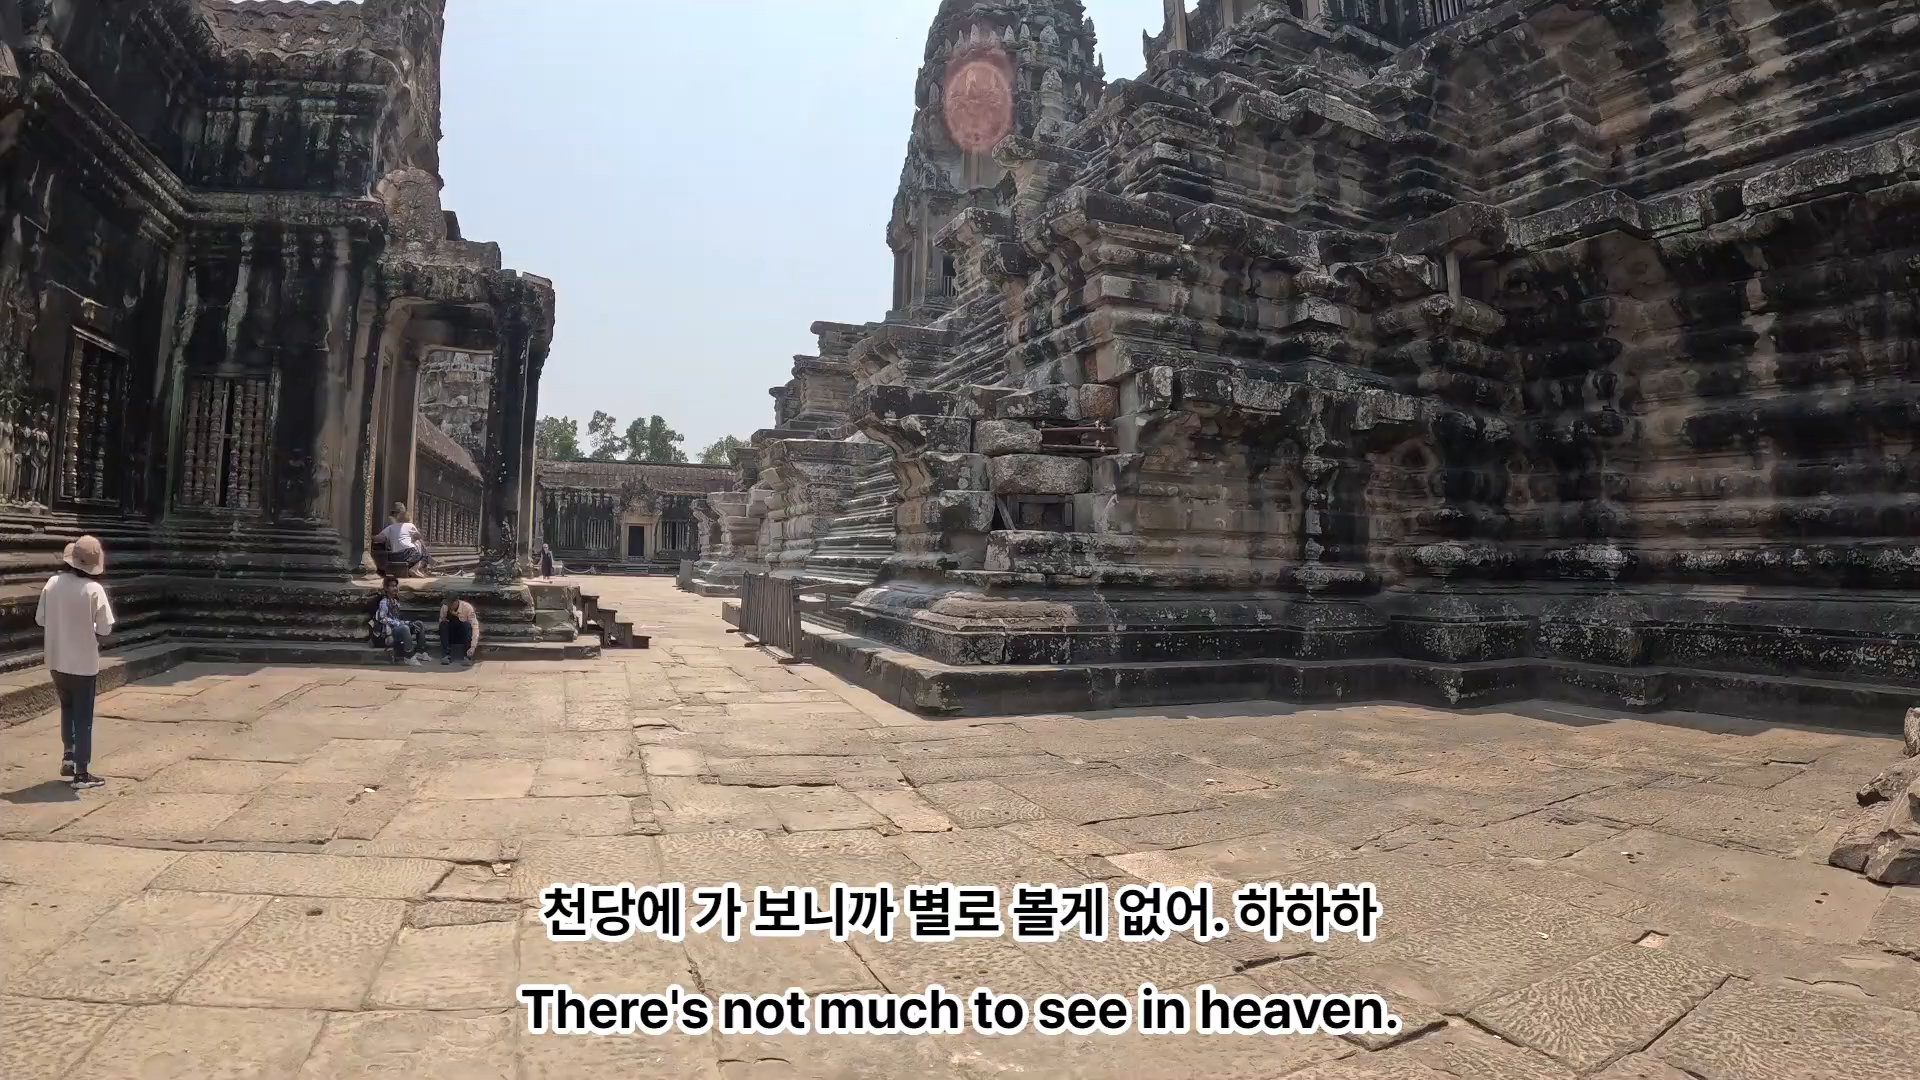 천당에 가 보니까 별로 볼게 없어. 하하하
There's not much to see in heaven.